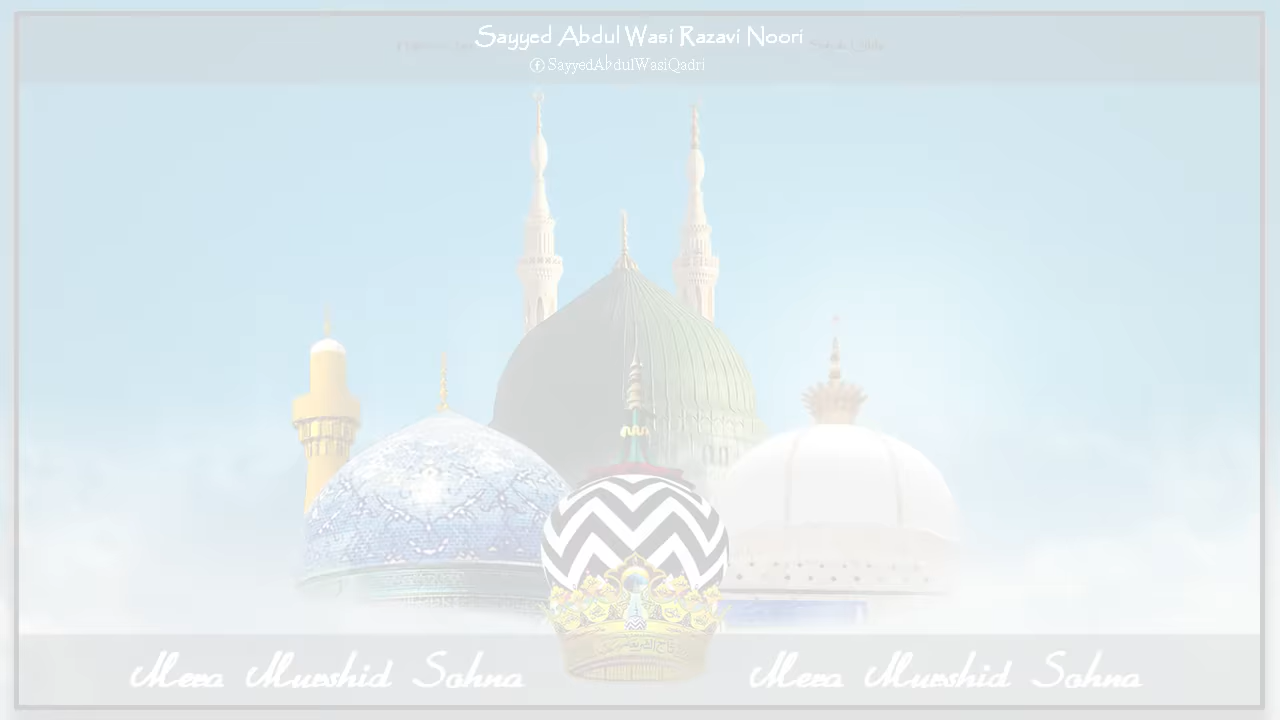 Sayyed Abdul Wasi Razavi Noori
SayyedAbdulWasiQadri
Mera Murshid Sohna Mera Murshid Sohna